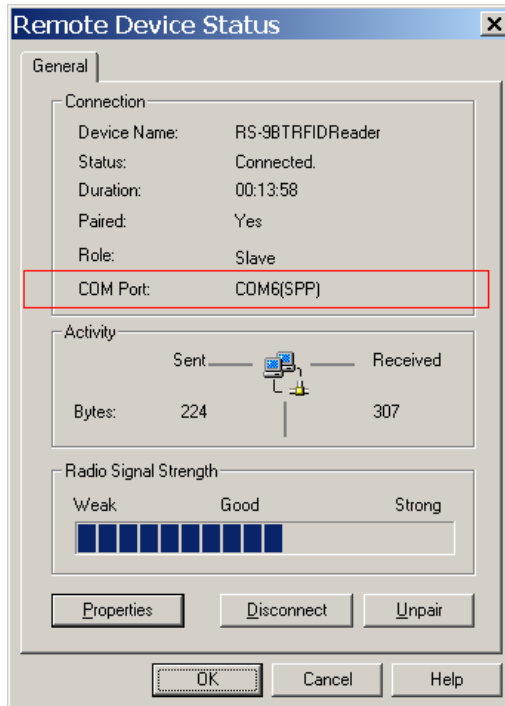 Remote Device Status
General
Connection
Device Name: RS-9BTRFIDReader
Status: Connected.
Duration: 00:13:58
Paired: Yes
Role: Slave
COM Port: COM6(SPP)
Activity
Sent Received
Bytes: 224 307
Radio Signal Strength
Weak Good Strong
Properties Disconnect Unpair
OK Cancel Help